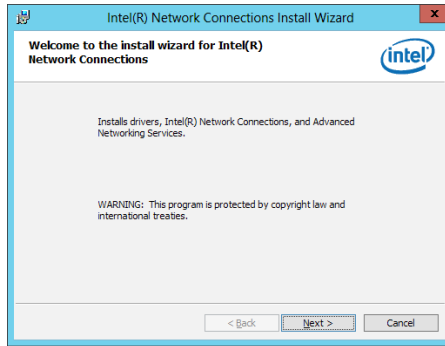 Intel(R) Network Connections Install Wizard
x
Welcome to the install wizard for Intel(R)
Network Connections
intel
Installs drivers, Intel(R) Network Connections, and Advanced
Networking Services.
WARNING: This program is protected by copyright law and
international treaties.
< Back
Next >
Cancel